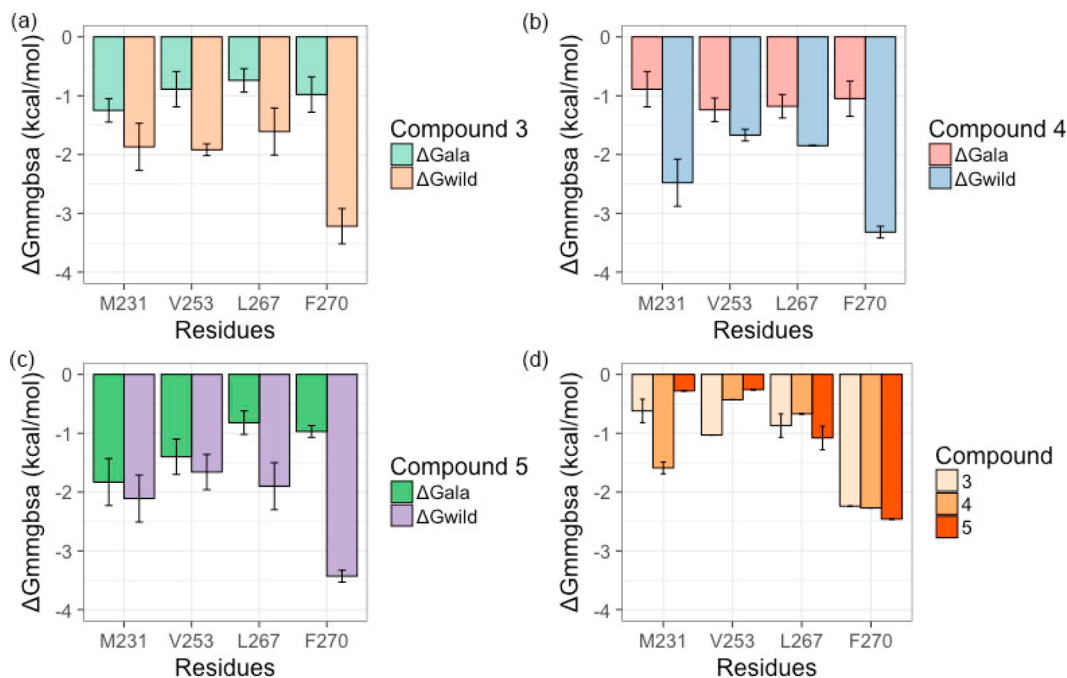 (a)
0
-1
-2
-3
-4
ΔGmmgbsa (kcal/mol)
M231 V253 L267 F270
Residues
Compound 3
ΔGala
ΔGwild
(b)
0
-1
-2
-3
-4
ΔGmmgbsa (kcal/mol)
M231 V253 L267 F270
Residues
Compound 4
ΔGala
ΔGwild
(c)
0
-1
-2
-3
-4
ΔGmmgbsa (kcal/mol)
M231 V253 L267 F270
Residues
Compound 5
ΔGala
ΔGwild
(d)
0
-1
-2
-3
-4
ΔGmmgbsa (kcal/mol)
M231 V253 L267 F270
Residues
Compound
3
4
5